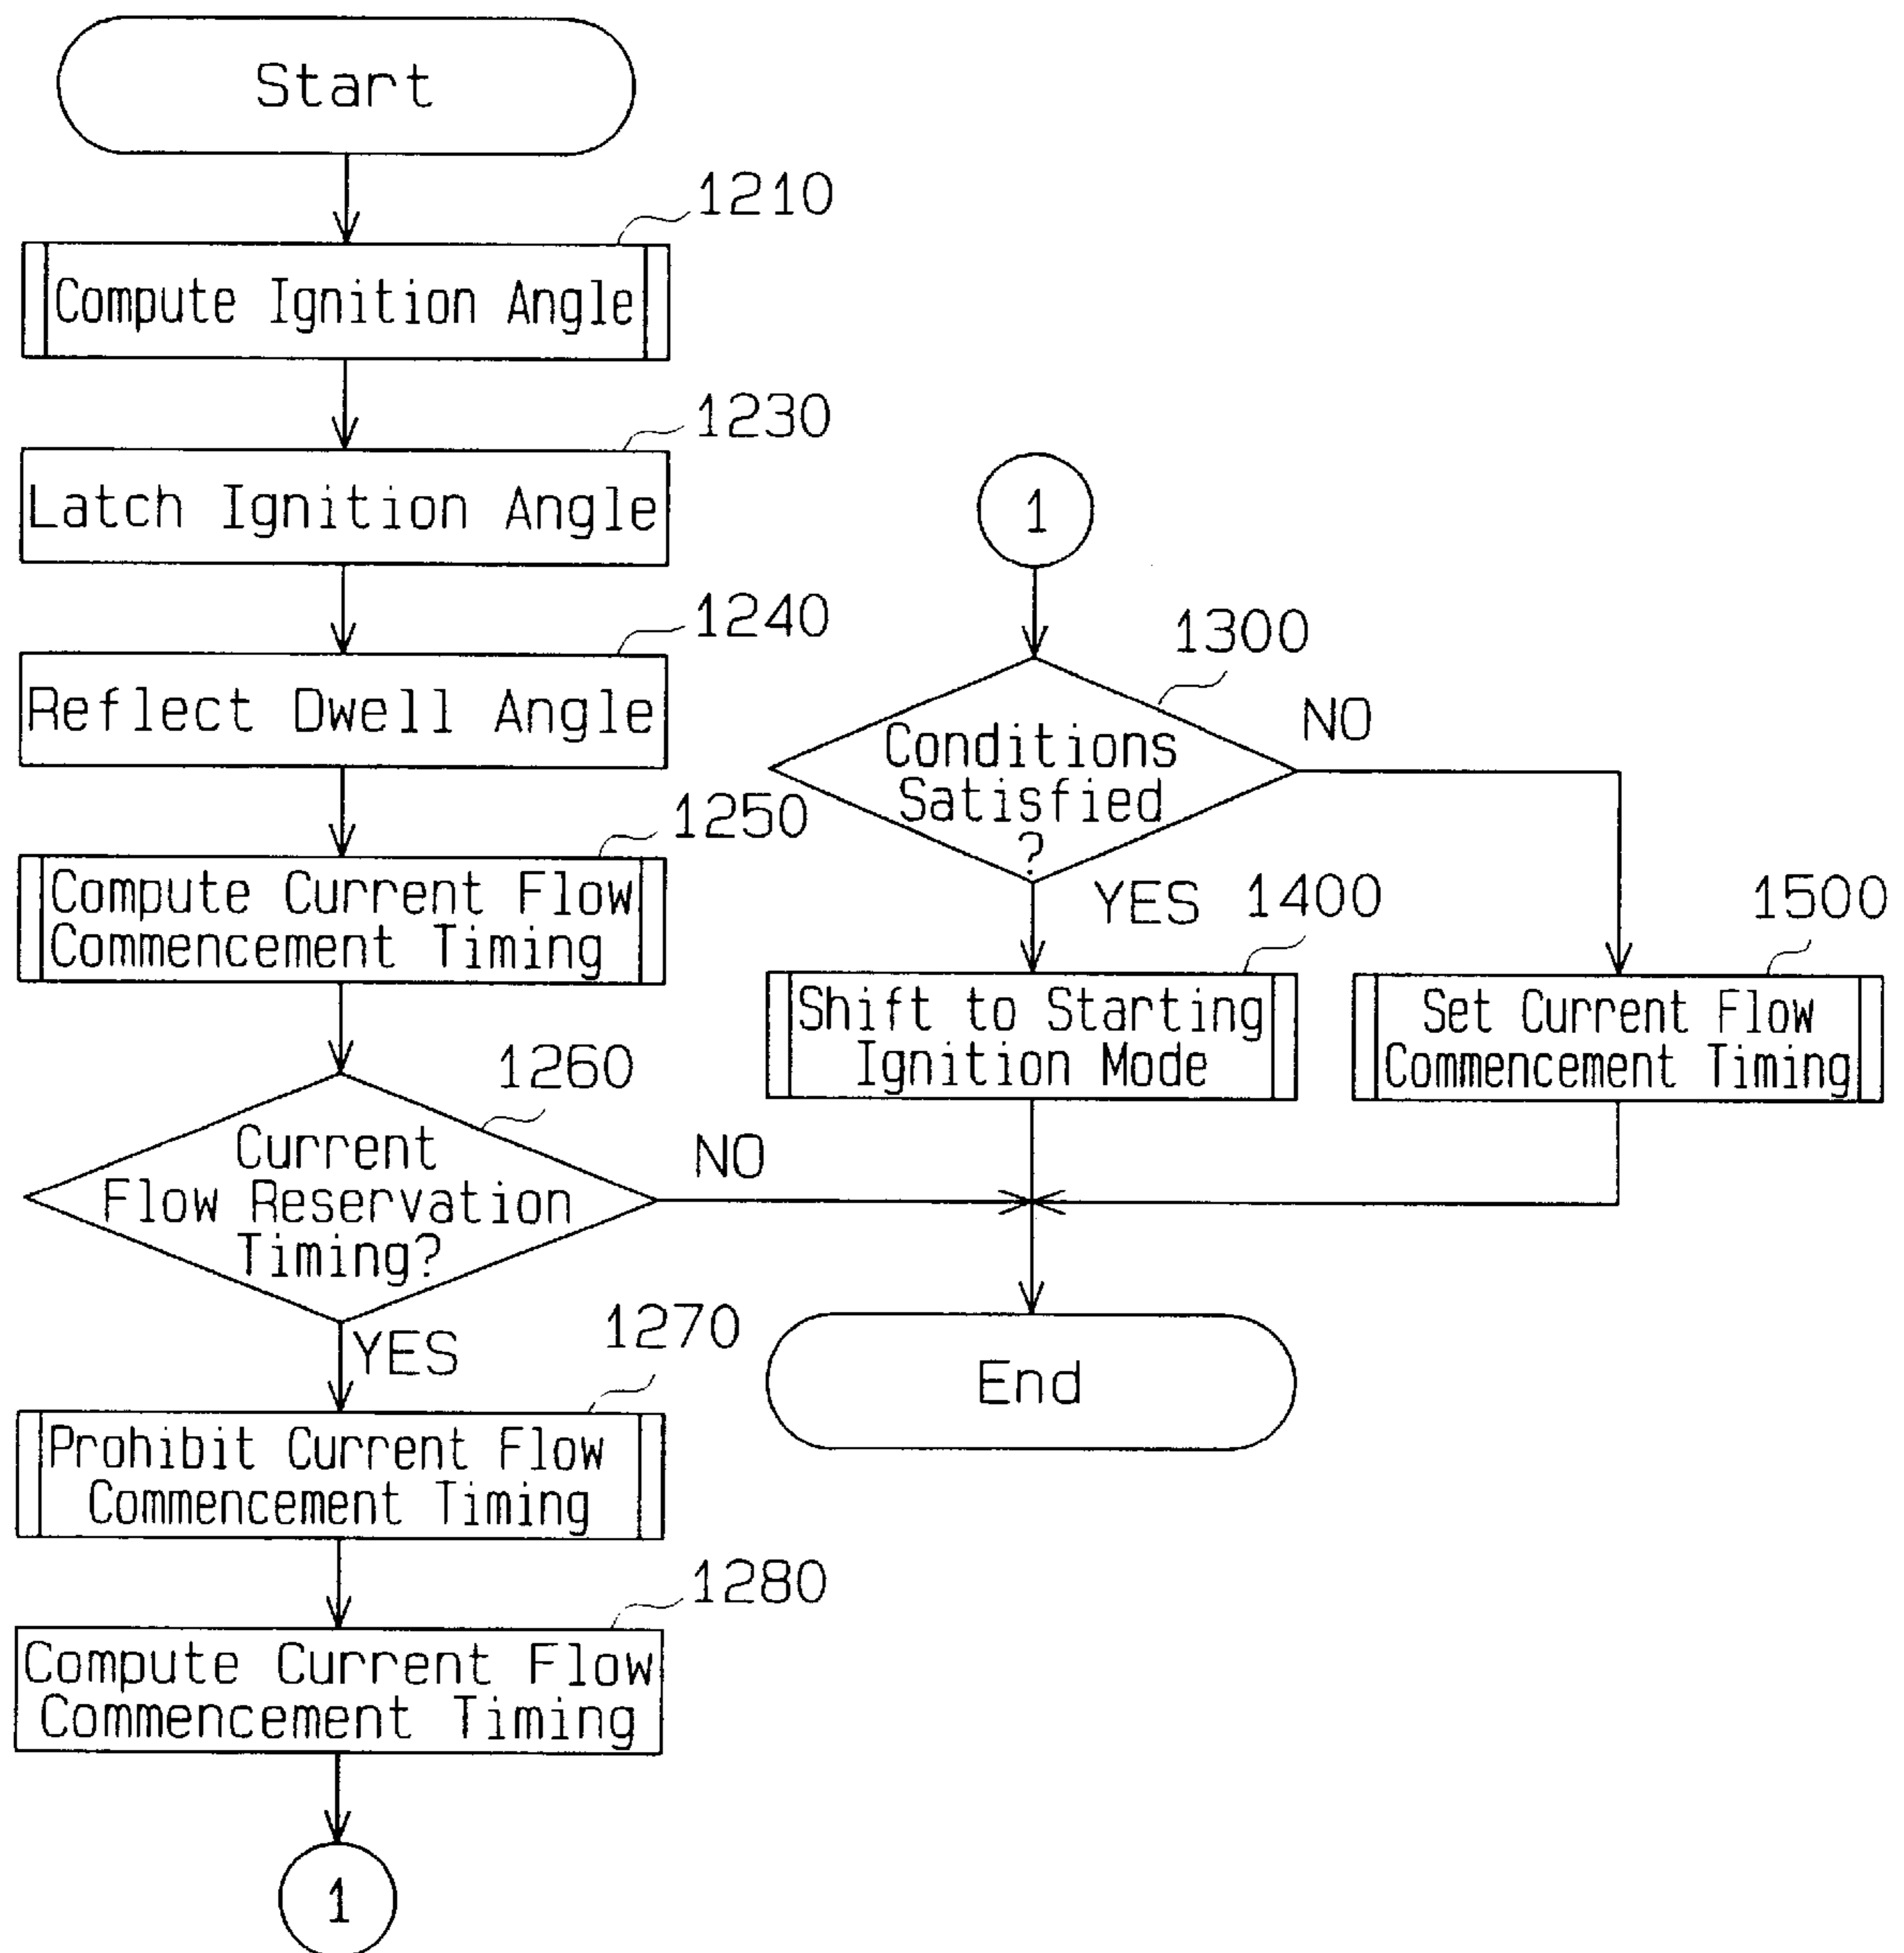 Start
1210
Compute Ignition Angle
1230
Latch Ignition Angle
1240
Reflect Dwell Angle
1250
Compute Current Flow
Commencement Timing
1260
Current
Flow Reservation
Timing?
NO
YES
1270
Prohibit Current Flow
Commencement Timing
1280
Compute Current Flow
Commencement Timing
1
1
1300
Conditions
Satisfied
?
NO
YES
1400
Shift to Starting
Ignition Mode
1500
Set Current Flow
Commencement Timing
End